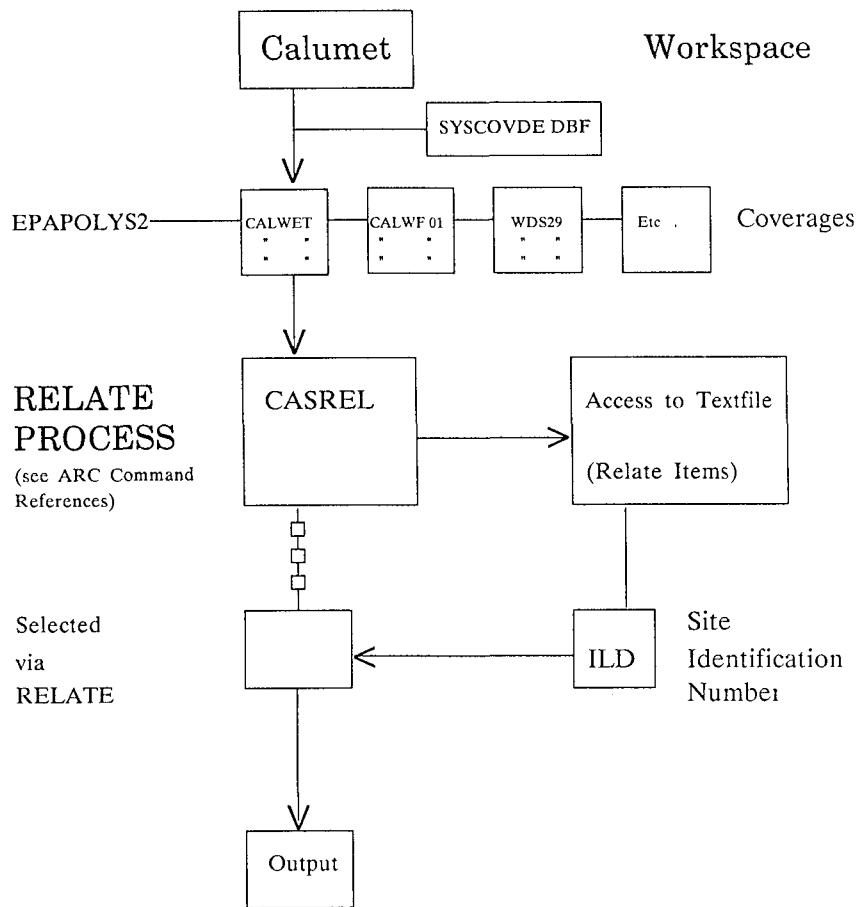 Calumet
Workspace
SYSCOVDE DBF
EPAPOLYS2
CALWET
" "
" "
CALWF 01
" "
" "
WDS29
" "
" "
Etc .
Coverages
RELATE
PROCESS
(see ARC Command
References)
CASREL
Access to Textfile
(Relate Items)
Selected
via
RELATE
ILD
Site
Identification
Number
Output